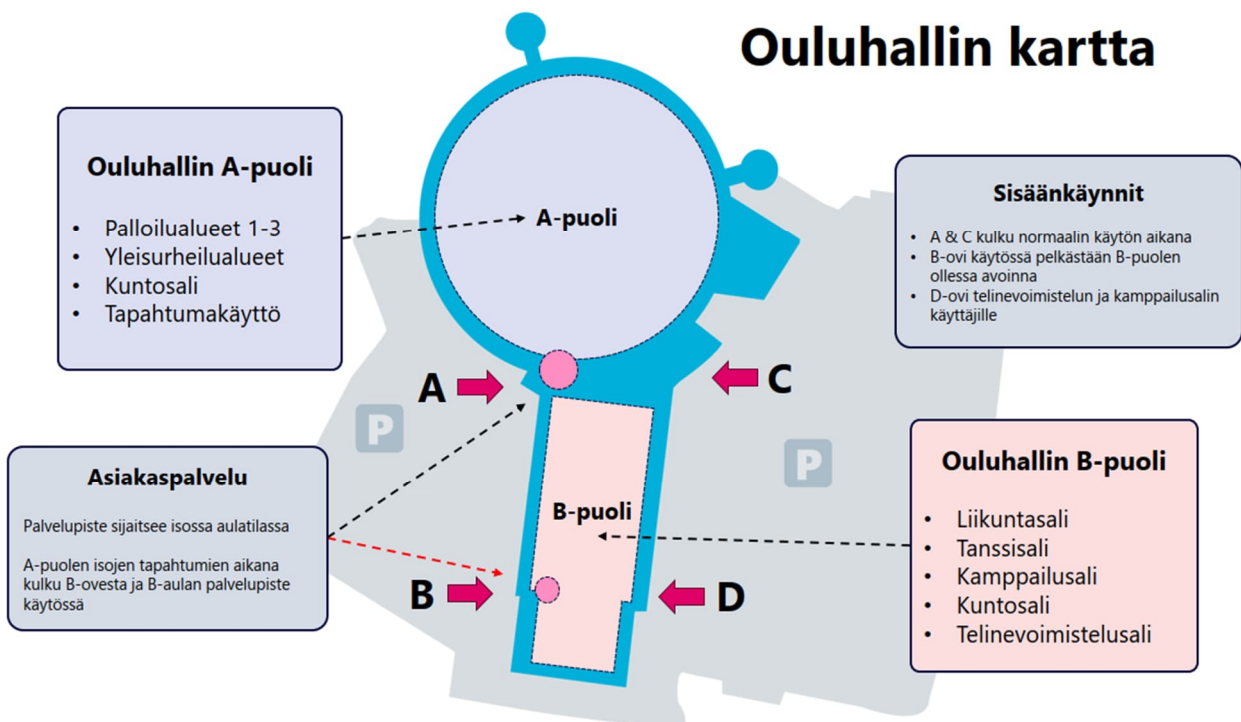 Ouluhallin kartta
Ouluhallin A-puoli
• Palloilualueet 1-3
• Yleisurheilualueet
• Kuntosali
• Tapahtumakäyttö
A-puoli
Sisäänkäynnit
• A & C kulku normaalin käytön aikana
• B-ovi käytössä pelkästään B-puolen
ollessa avoinna
• D-ovi telinevoimistelun ja kamppailusalin
käyttäjille
A
C
P
P
Asiakaspalvelu
Palvelupiste sijaitsee isossa aulatilassa
A-puolen isojen tapahtumien aikana
kulku B-ovesta ja B-aulan palvelupiste
käytössä
B-puoli
B
D
Ouluhallin B-puoli
• Liikuntasali
• Tanssisali
• Kamppailusali
• Kuntosali
• Telinevoimistelusali